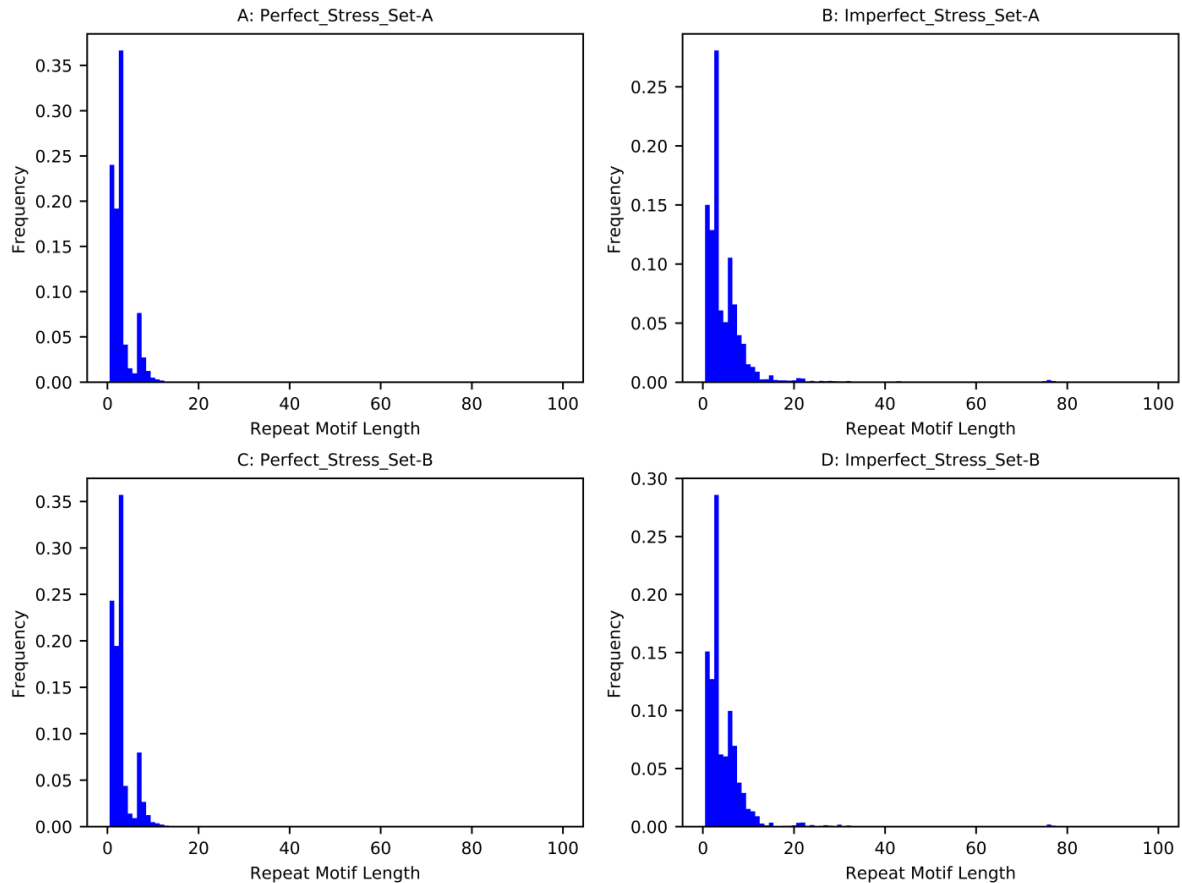 A: Perfect_Stress_Set-A
0.35
0.30
0.25
0.20
0.15
0.10
0.05
0.00
Frequency
0 20 40 60 80 100
Repeat Motif Length
B: Imperfect_Stress_Set-A
0.25
0.20
0.15
0.10
0.05
0.00
Frequency
0 20 40 60 80 100
Repeat Motif Length
C: Perfect_Stress_Set-B
0.35
0.30
0.25
0.20
0.15
0.10
0.05
0.00
Frequency
0 20 40 60 80 100
Repeat Motif Length
D: Imperfect_Stress_Set-B
0.30
0.25
0.20
0.15
0.10
0.05
0.00
Frequency
0 20 40 60 80 100
Repeat Motif Length